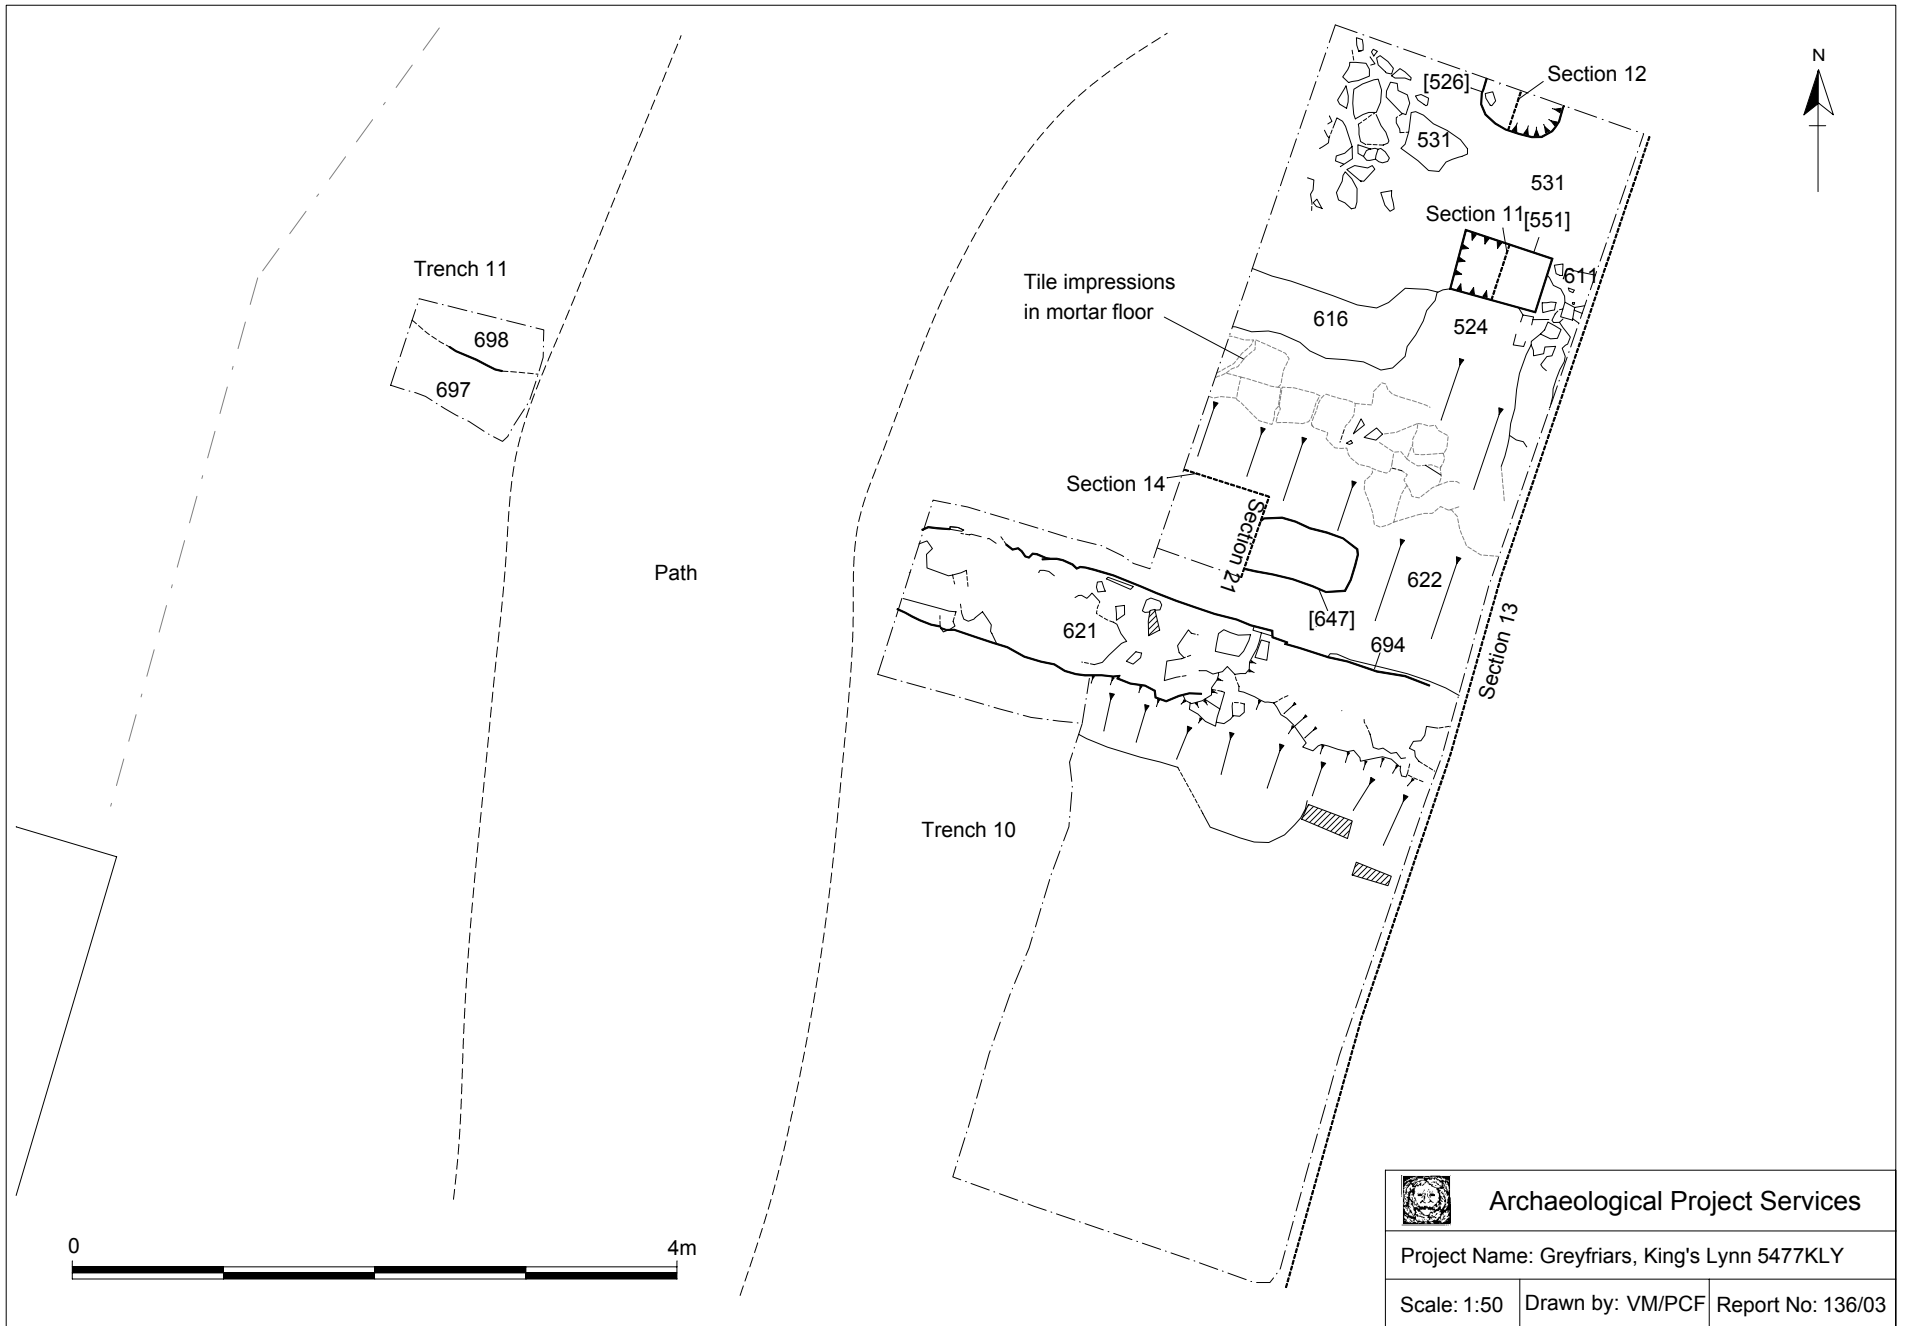 N
Section 12
[526]
531
531
Section 11
[551]
Trench 11
611
Tile impressions
in mortar floor
616
524
698
697
Section 14
Section 21
Path
622
[647]
621
694
Section 13
Trench 10
0
4m
Archaeological Project Services
Project Name: Greyfriars, King's Lynn 5477KLY
Scale: 1:50
Drawn by: VM/PCF
Report No: 136/03